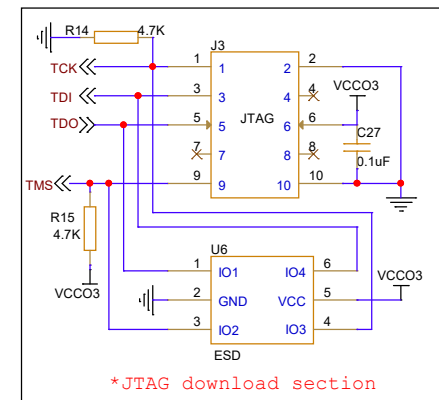 R14 4.7K
J3
TCK 1 1 2 2
VCCO3
TDI 3 3 4 4
JTAG
TDO 5 5 6 6
C27
7 7 8 8
0.1uF
TMS 9 9 10 10
R15
4.7K
U6
VCCO3
1 IO1 IO4 6
VCCO3
2 GND VCC 5
3 IO2 IO3 4
ESD
*JTAG download section